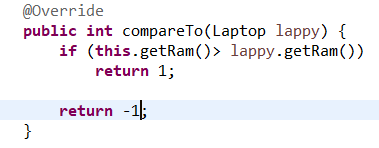 @Override
public int compareTo(Laptop lappy) {
if (this.getRam()> lappy.getRam())
return 1;
return -1;
}